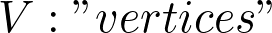 V : ”vertices”